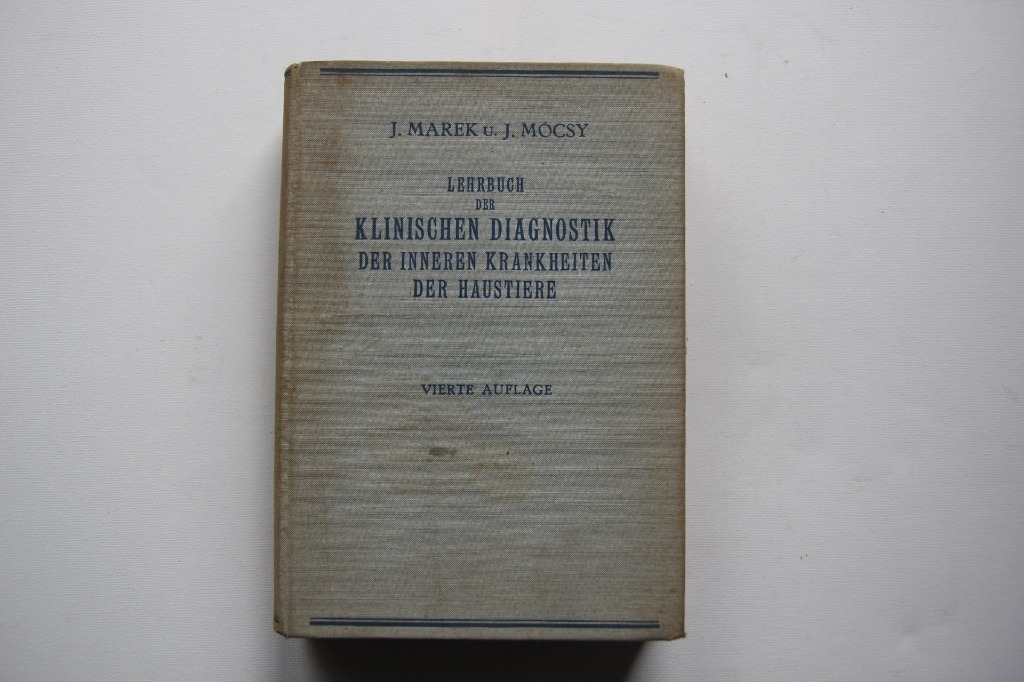 J. MAREK U. J. MÓCSY
LEHRBUCH
DER
KLINISCHEN DIAGNOSTIK
DER INNEREN KRANKHEITEN
DER HAUSTIERE
VIERTE AUFLAGE